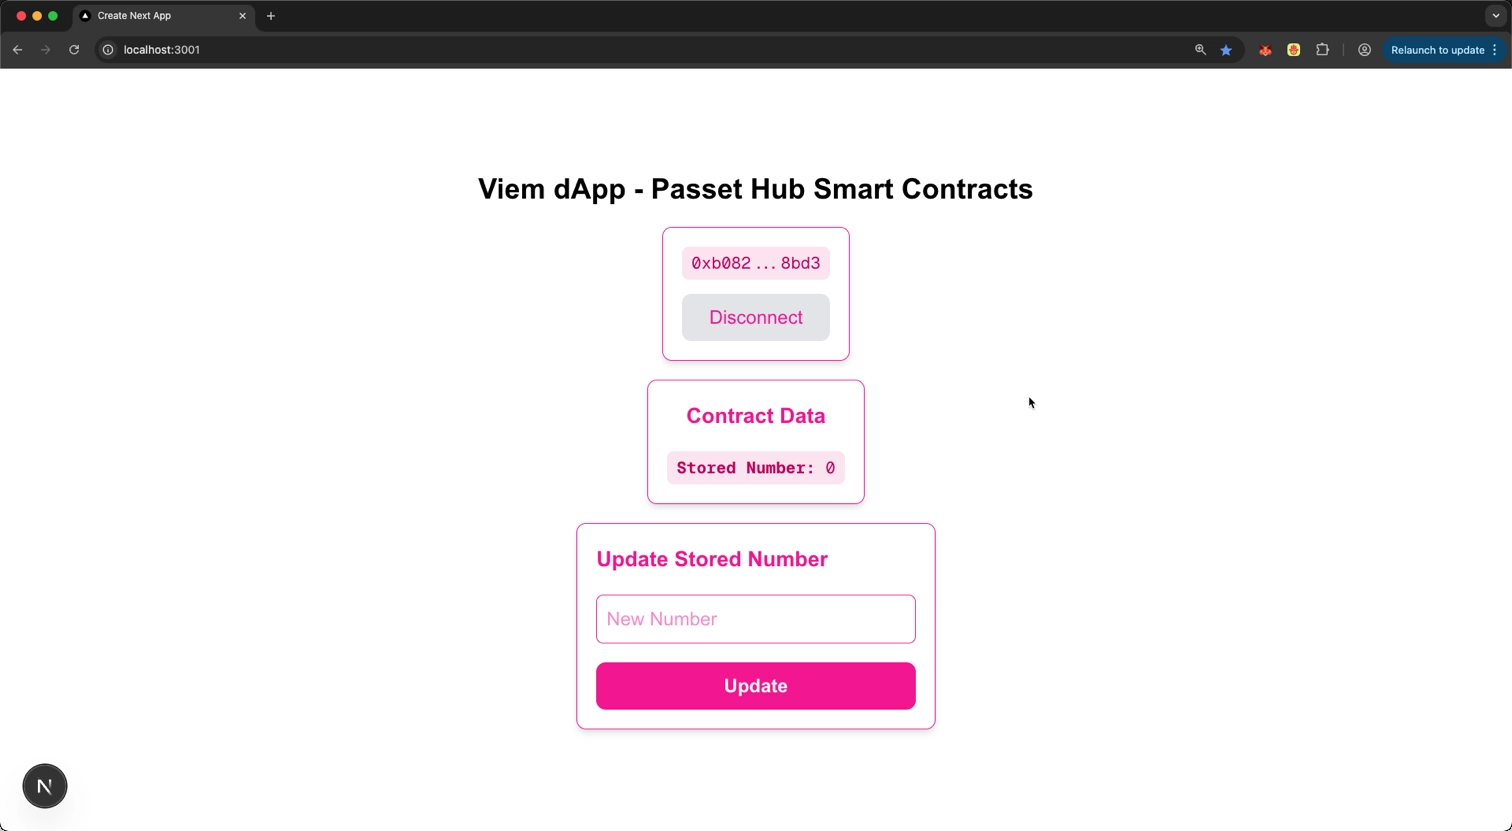 Create Next App
localhost:3001
Relaunch to update
Viem dApp - Passet Hub Smart Contracts
0xb082...8bd3
Disconnect
Contract Data
Stored Number: 0
Update Stored Number
New Number
Update
N